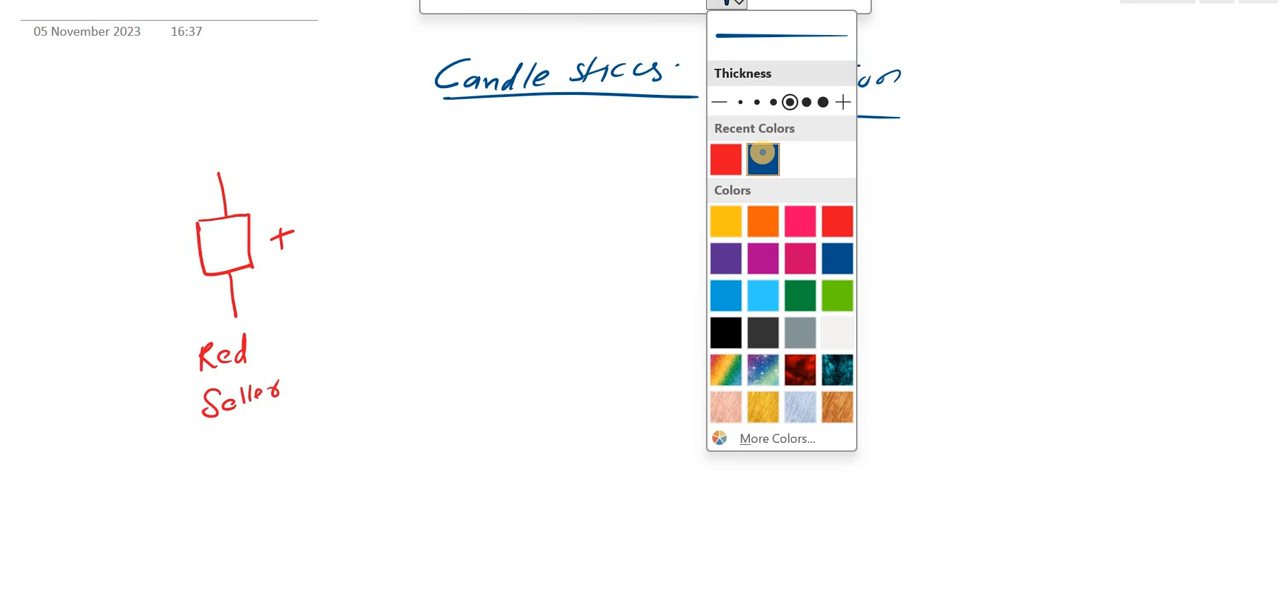 05 November 2023 16:37
Candle sticcs.
Thickness
Recent Colors
Colors
More Colors...
+
Red
Seller